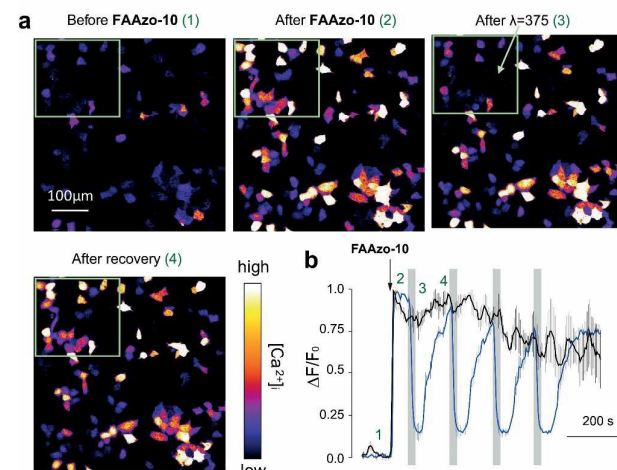 a
Before FAAzo-10 (1)
After FAAzo-10 (2)
After λ=375 (3)
100μm
After recovery (4)
high
[Ca²⁺]ᵢ
low
b
FAAzo-10
2
3
4
1
1.0
0.75
0.5
0.25
0.0
ΔF/F₀
200 s